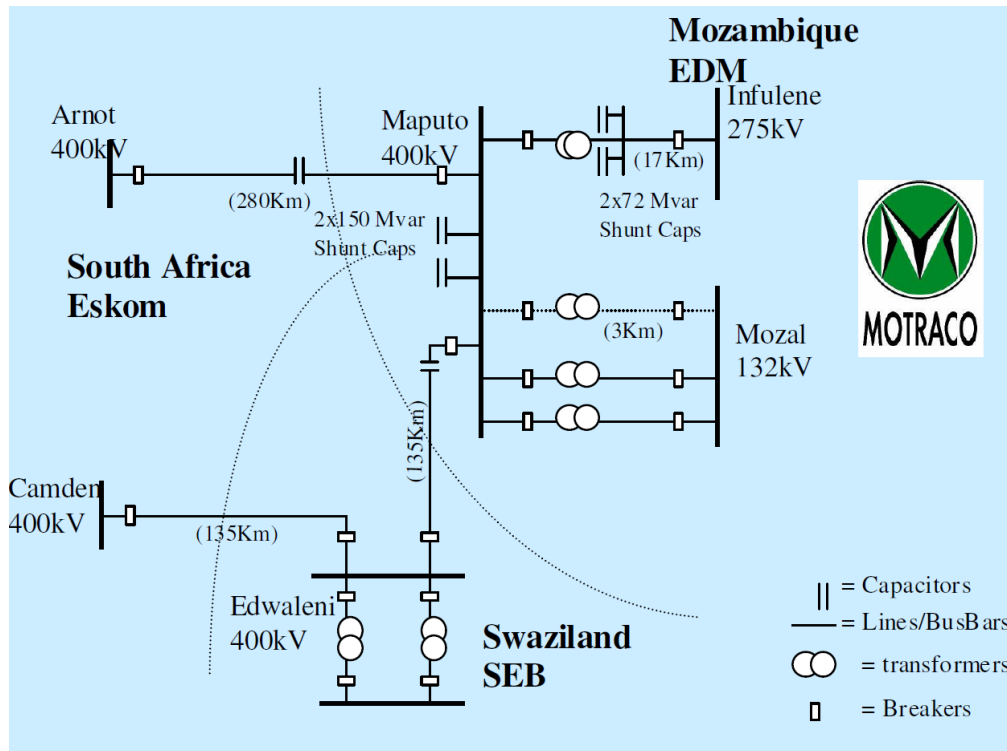 Mozambique
EDM
Arnot
400kV
Maputo
400kV
Infulene
275kV
(280Km)
(17Km)
2x150 Mvar
Shunt Caps
2x72 Mvar
Shunt Caps
South Africa
Eskom
(3Km)
Mozal
132kV
MOTRACO
(135Km)
Camden
400kV
(135Km)
Edwaleni
400kV
Swaziland
SEB
= Capacitors
= Lines/BusBars
= transformers
= Breakers